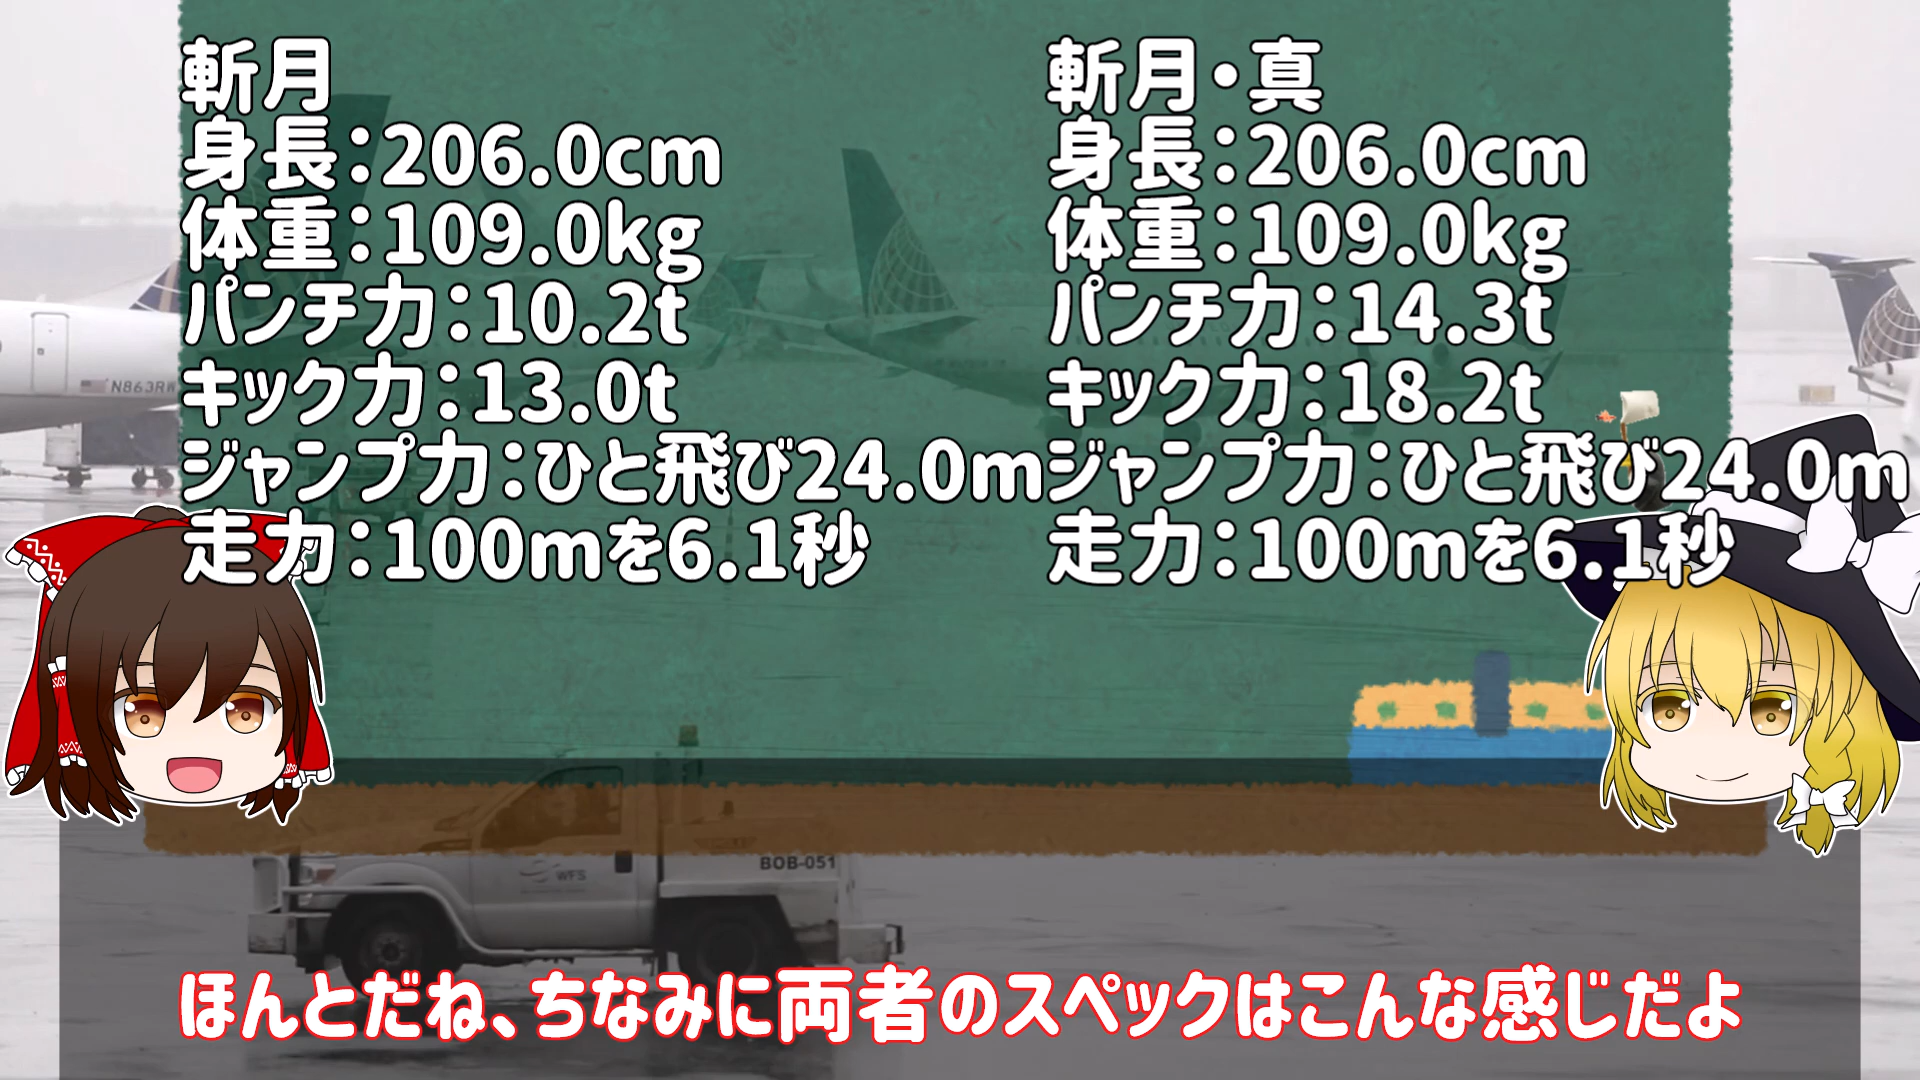 斬月
身長：206.0cm
体重：109.0kg
パンチ力：10.2t
キック力：13.0t
ジャンプ力：ひと飛び24.0m
走力：100mを6.1秒
斬月・真
身長：206.0cm
体重：109.0kg
パンチ力：14.3t
キック力：18.2t
ジャンプ力：ひと飛び24.0m
走力：100mを6.1秒
N863RW
BOB-051
WFS
ほんとだね、ちなみに両者のスペックはこんな感じだよ